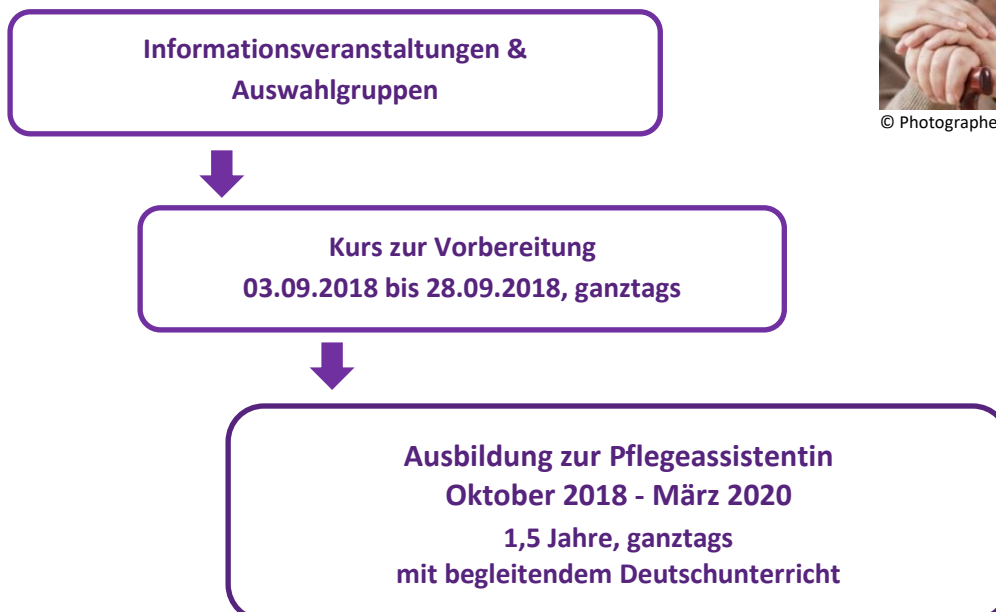 Informationsveranstaltungen &
Auswahlgruppen
© Photographe
Kurs zur Vorbereitung
03.09.2018 bis 28.09.2018, ganztags
Ausbildung zur Pflegeassistentin
Oktober 2018 - März 2020
1,5 Jahre, ganztags
mit begleitendem Deutschunterricht